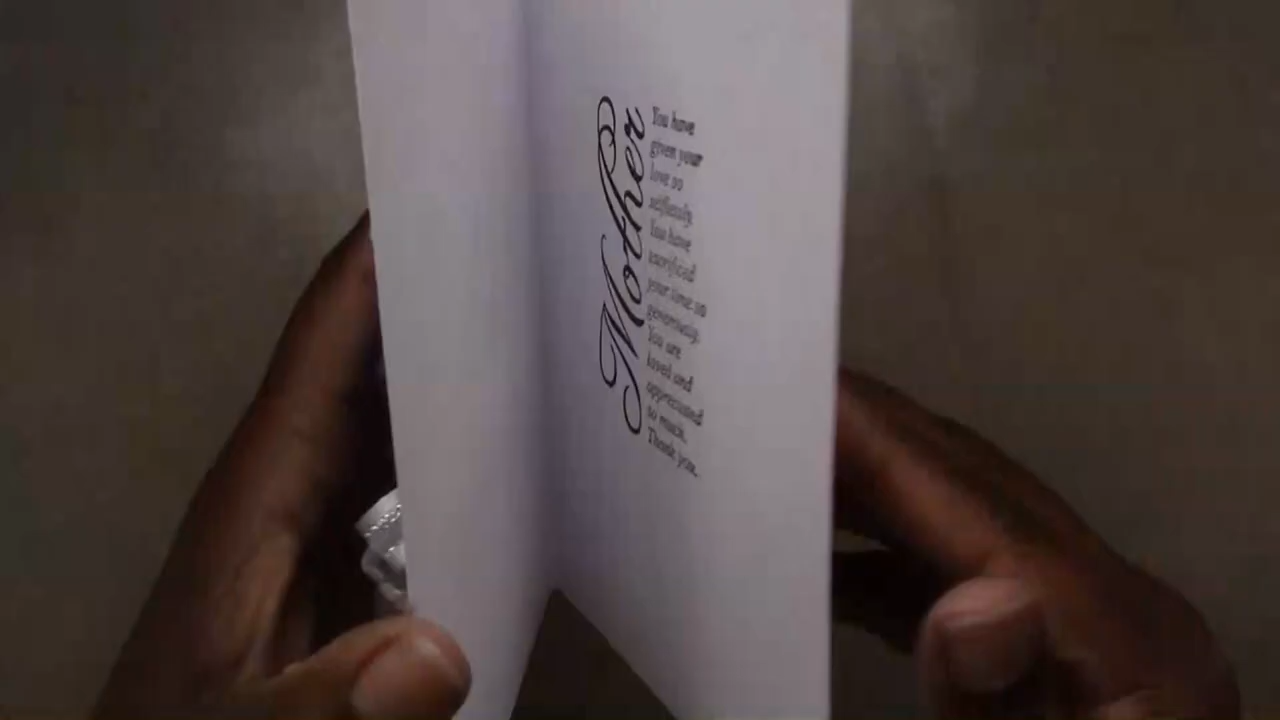 Mother
You have
given your
love so
selflessly.
You have
sacrificed
your time so
generously.
You are
loved and
appreciated
so much.
Thank you.